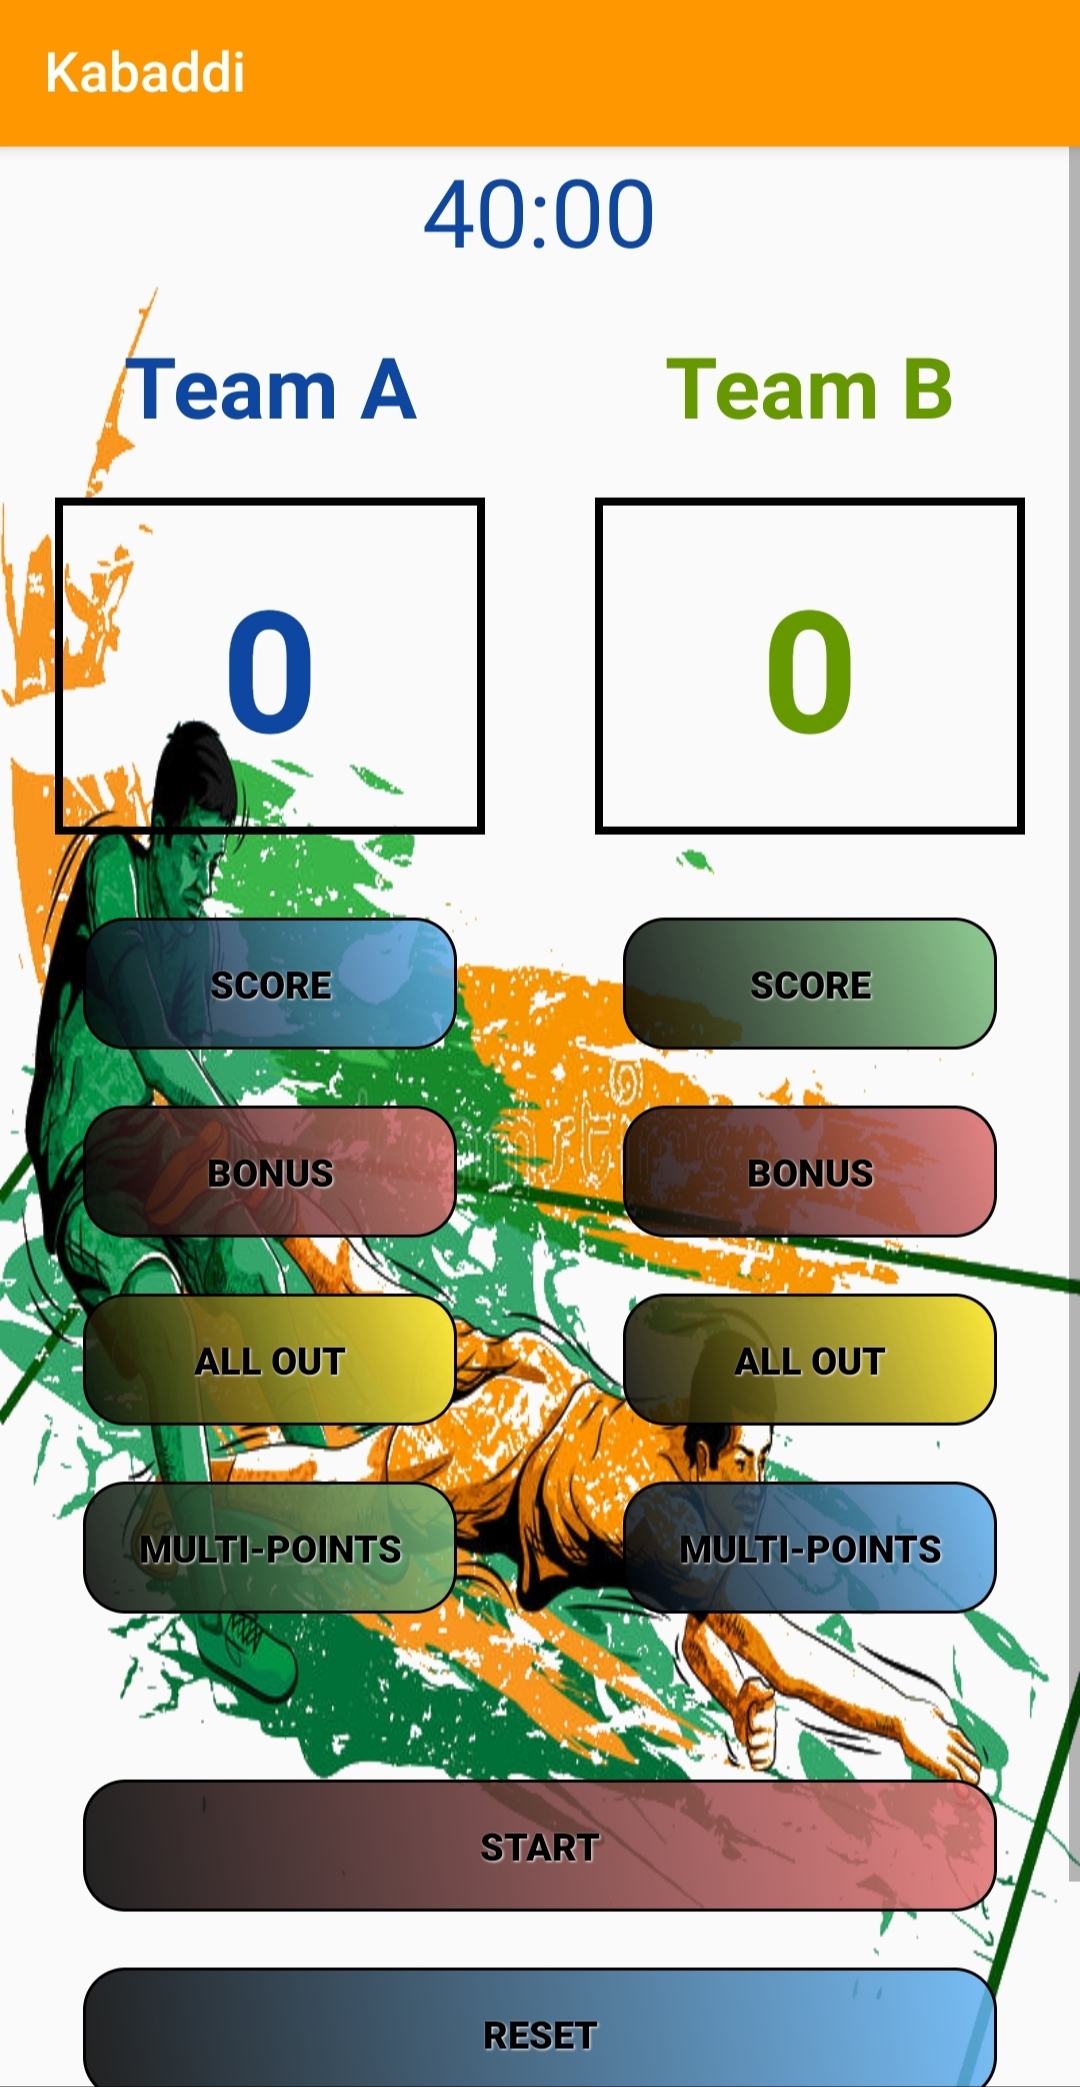 Kabaddi
40:00
Team A Team B
0 0
SCORE SCORE
BONUS BONUS
ALL OUT ALL OUT
MULTI-POINTS MULTI-POINTS
START
RESET